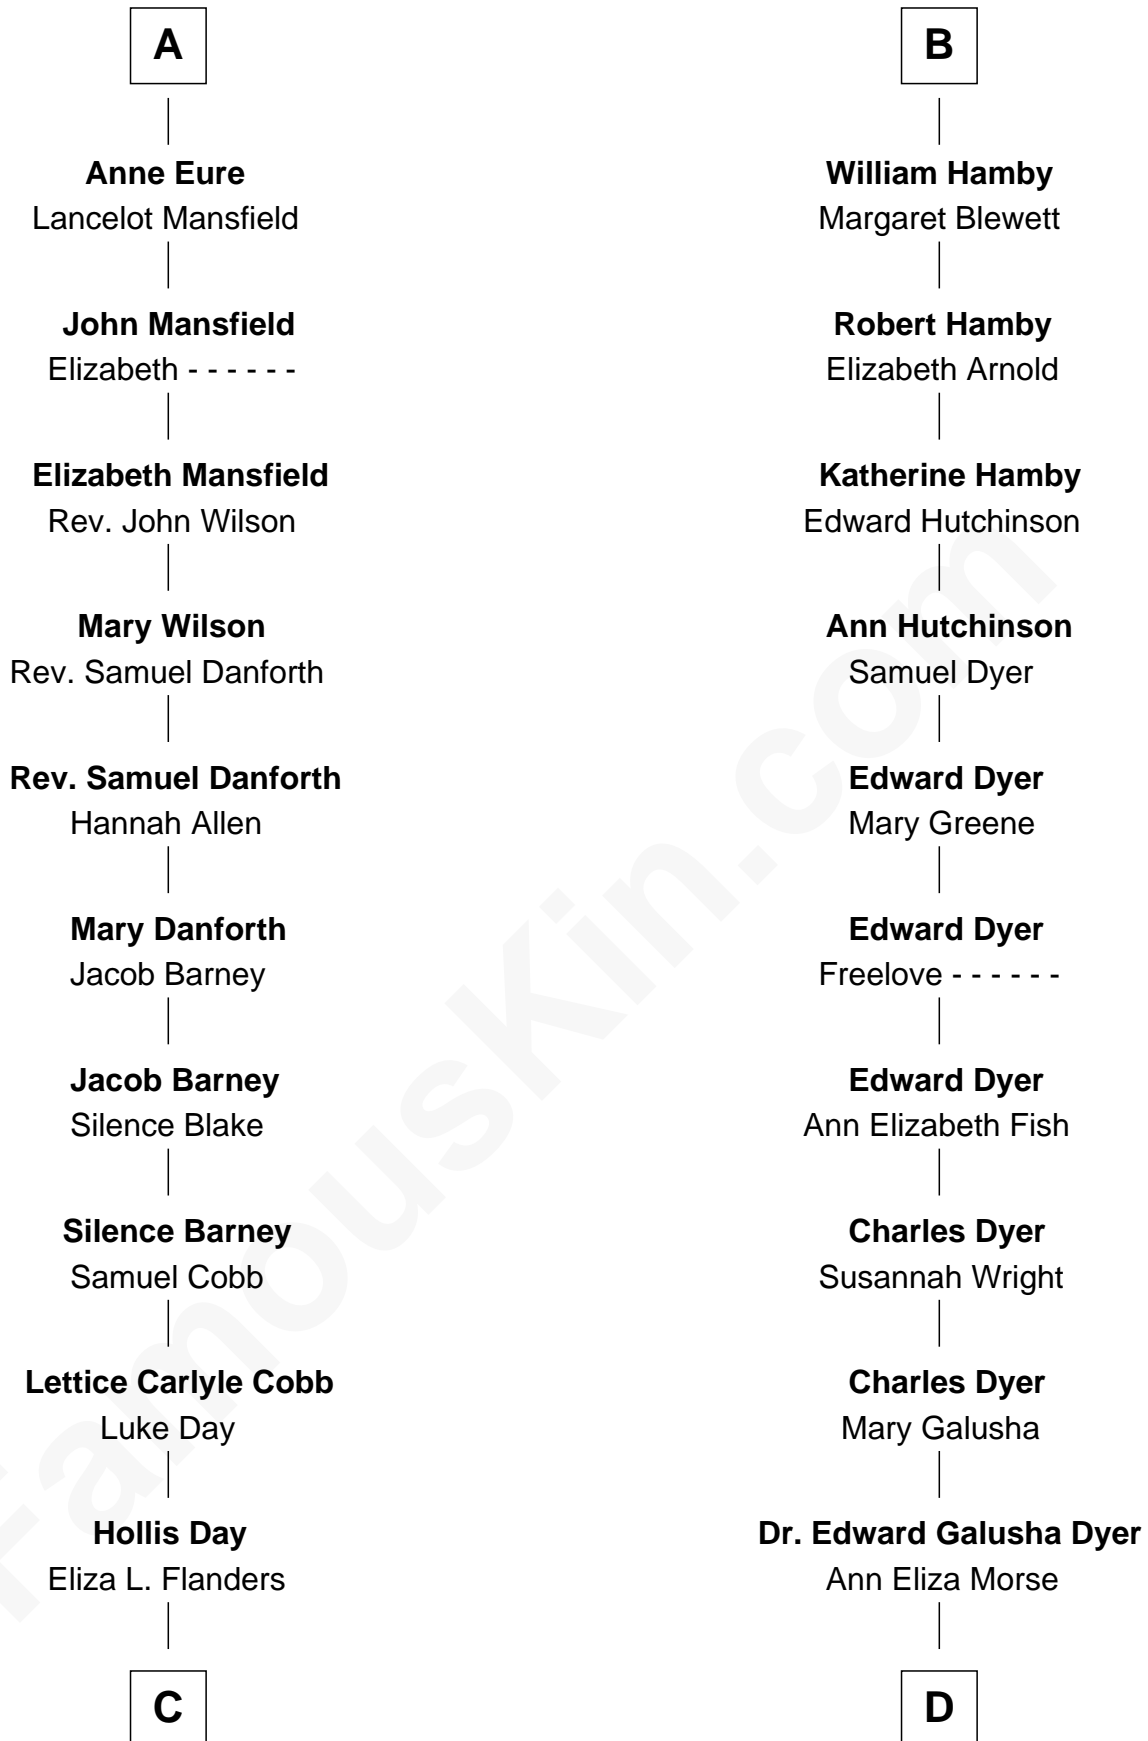 A
Anne Eure
Lancelot Mansfield
John Mansfield
Elizabeth - - - - - -
Elizabeth Mansfield
Rev. John Wilson
Mary Wilson
Rev. Samuel Danforth
Rev. Samuel Danforth
Hannah Allen
Mary Danforth
Jacob Barney
Jacob Barney
Silence Blake
Silence Barney
Samuel Cobb
Lettice Carlyle Cobb
Luke Day
Hollis Day
Eliza L. Flanders
C
B
William Hamby
Margaret Blewett
Robert Hamby
Elizabeth Arnold
Katherine Hamby
Edward Hutchinson
Ann Hutchinson
Samuel Dyer
Edward Dyer
Mary Greene
Edward Dyer
Freelove - - - - - -
Edward Dyer
Ann Elizabeth Fish
Charles Dyer
Susannah Wright
Charles Dyer
Mary Galusha
Dr. Edward Galusha Dyer
Ann Eliza Morse
D
FamousKin.com